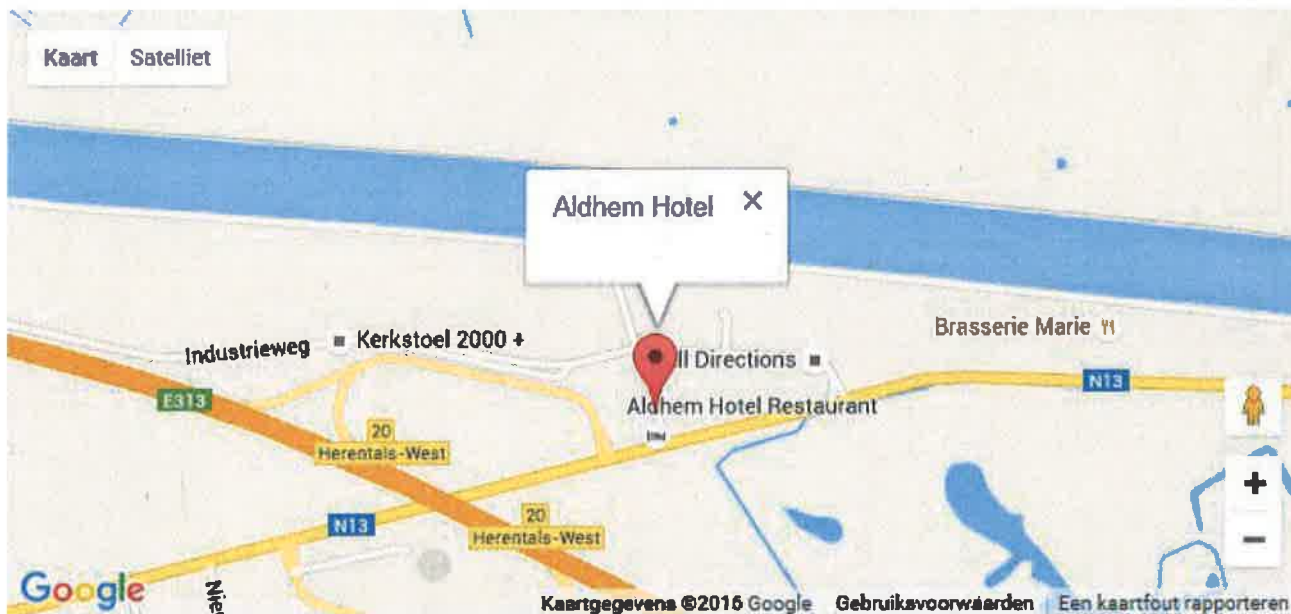 Kaart Satelliet
Aldhem Hotel ×
Brasserie Marie
Industrieweg
Kerkstoel 2000 +
ll Directions
N13
E313
Aldhem Hotel Restaurant
20
Herentals-West
20
Herentals-West
N13
+
−
Google
Kaartgegevens ©2016 Google Gebruiksvoorwaarden Een kaartfout rapporteren